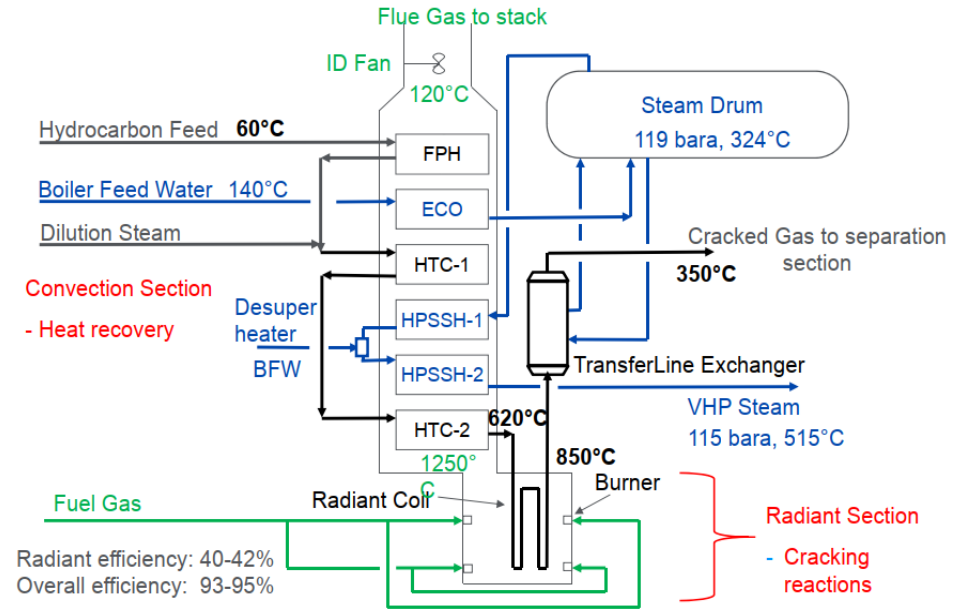 Flue Gas to stack
ID Fan
120°C
Steam Drum
119 bara, 324°C
Hydrocarbon Feed 60°C
FPH
Boiler Feed Water 140°C
ECO
Dilution Steam
HTC-1
Cracked Gas to separation
section
350°C
Convection Section
- Heat recovery
Desuper
heater
BFW
HPSSH-1
HPSSH-2
TransferLine Exchanger
VHP Steam
115 bara, 515°C
HTC-2
620°C
850°C
1250°
C
Radiant Coil
Burner
Fuel Gas
Radiant efficiency: 40-42%
Overall efficiency: 93-95%
Radiant Section
- Cracking
reactions